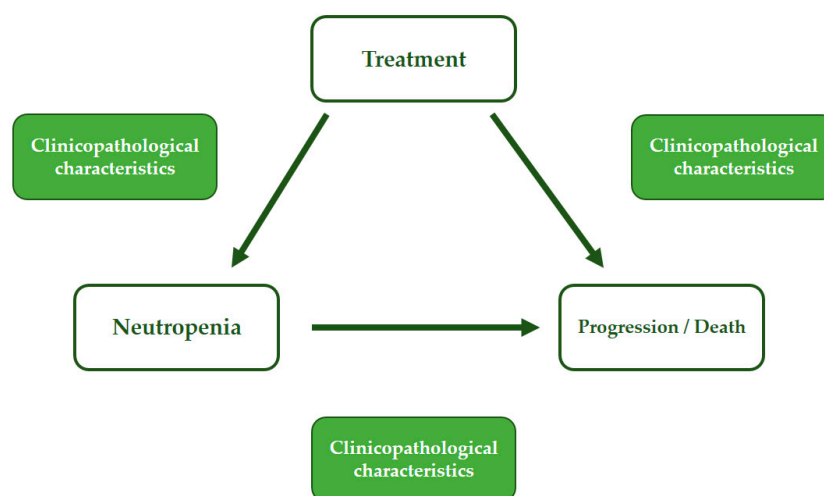 Treatment
Clinicopathological
characteristics
Clinicopathological
characteristics
Neutropenia
Progression / Death
Clinicopathological
characteristics